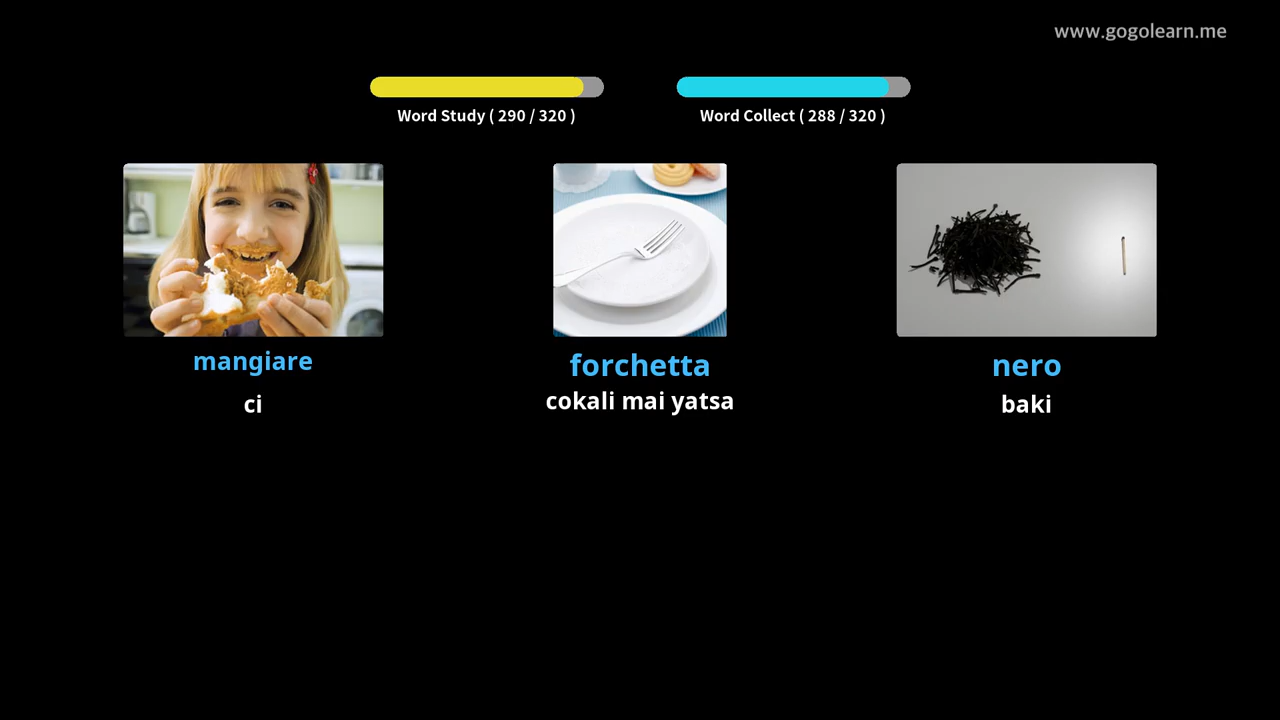 www.gogolearn.me
Word Study ( 290 / 320 )
Word Collect ( 288 / 320 )
mangiare
forchetta
nero
ci
cokali mai yatsa
baki